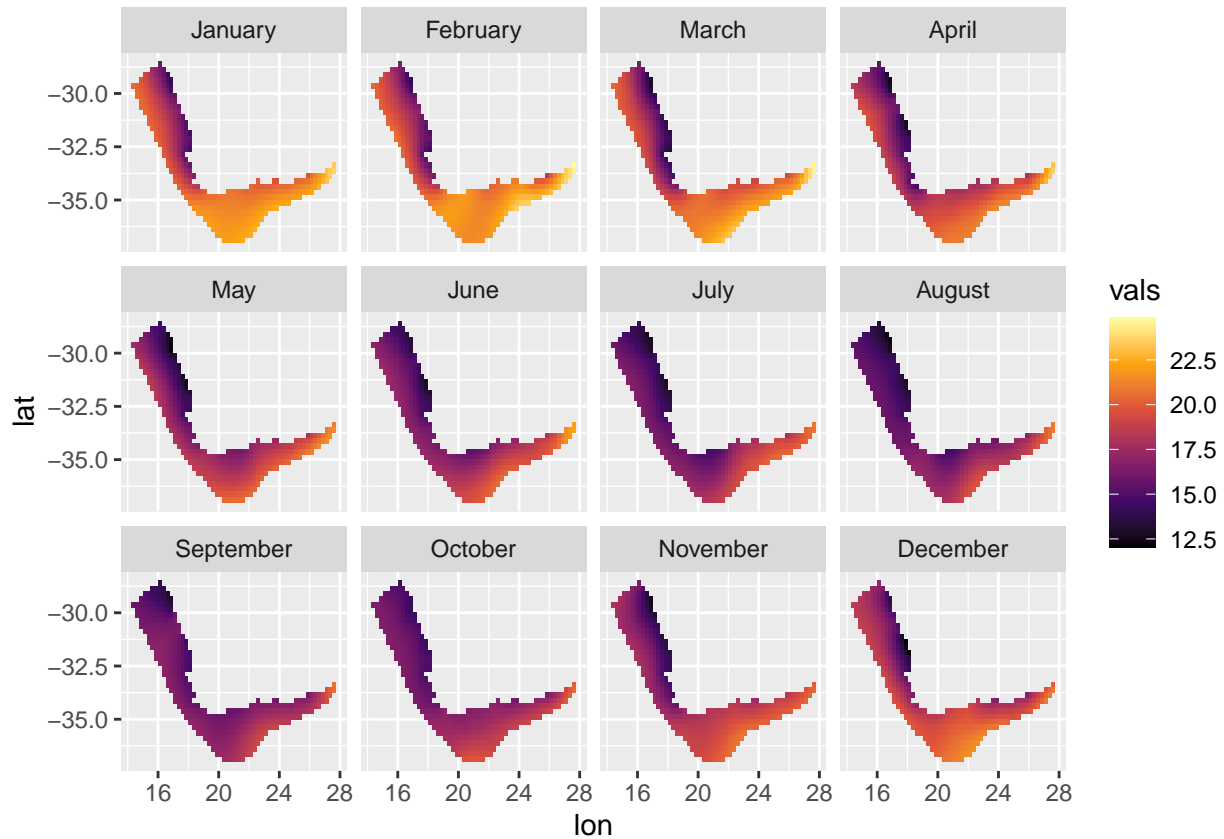 January February March April
−30.0
−32.5
−35.0
May June July August
−30.0
−32.5
−35.0
lat
vals
22.5
20.0
17.5
15.0
12.5
September October November December
−30.0
−32.5
−35.0
16 20 24 28 16 20 24 28 16 20 24 28 16 20 24 28
lon